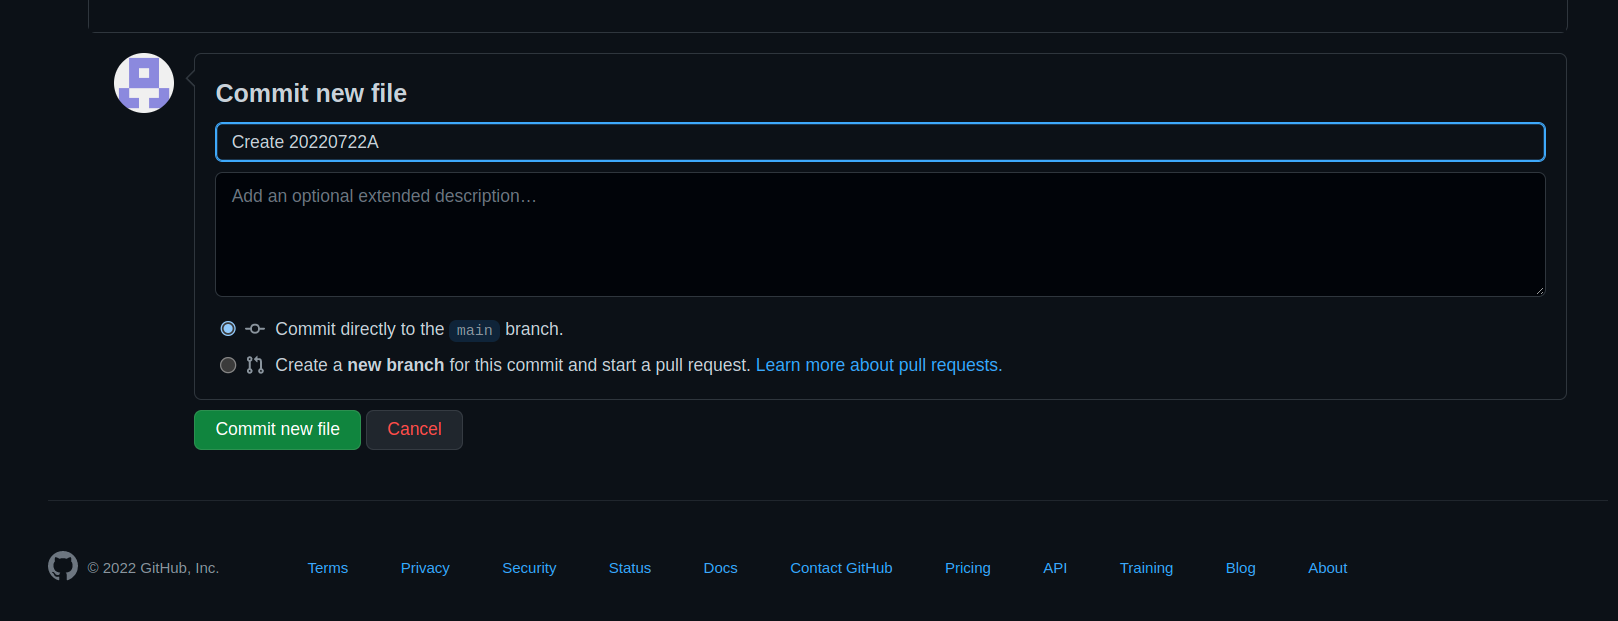 Commit new file
Create 20220722A
Add an optional extended description…
Commit directly to the main branch.
Create a new branch for this commit and start a pull request. Learn more about pull requests.
Commit new file Cancel
© 2022 GitHub, Inc. Terms Privacy Security Status Docs Contact GitHub Pricing API Training Blog About